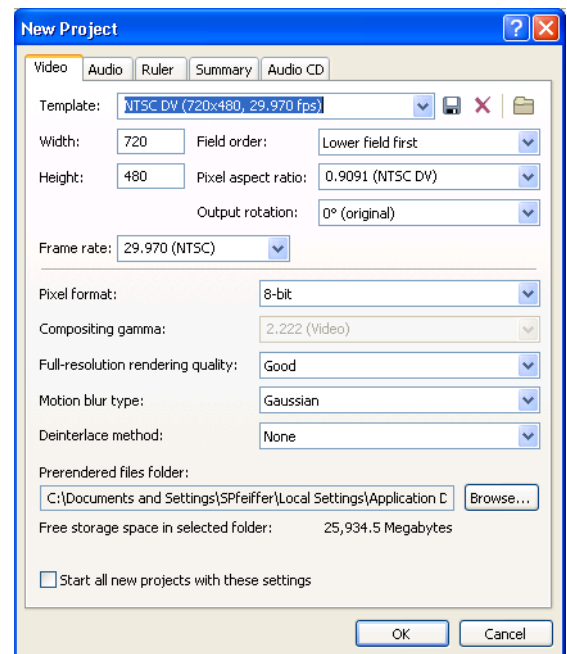 New Project
Video Audio Ruler Summary Audio CD
Template: NTSC DV (720x480, 29.970 fps)
Width: 720 Field order: Lower field first
Height: 480 Pixel aspect ratio: 0.9091 (NTSC DV)
Output rotation: 0° (original)
Frame rate: 29.970 (NTSC)
Pixel format: 8-bit
Compositing gamma: 2.222 (Video)
Full-resolution rendering quality: Good
Motion blur type: Gaussian
Deinterlace method: None
Prerendered files folder:
C:\Documents and Settings\SPfeiffer\Local Settings\Application D Browse...
Free storage space in selected folder: 25,934.5 Megabytes
Start all new projects with these settings
OK Cancel